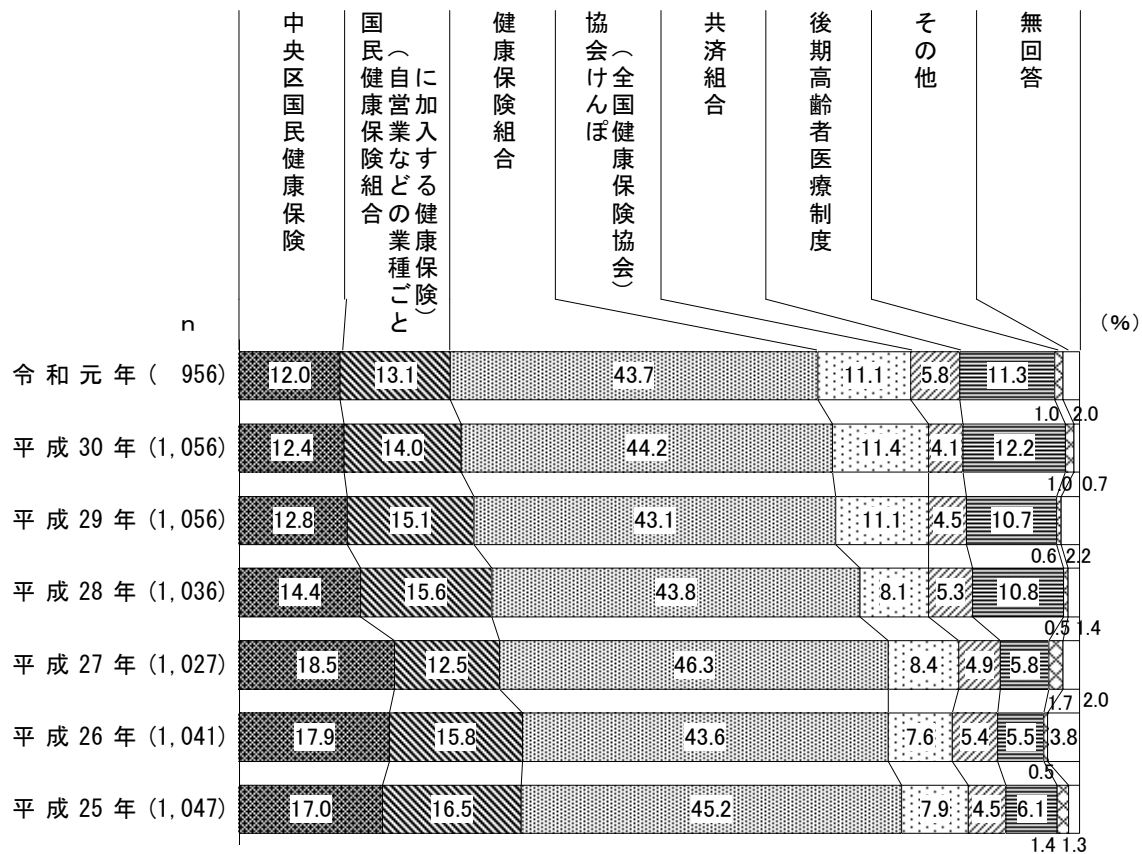 中央区国民健康保険
国民健康保険組合
（自営業などの業種ごと
に加入する健康保険）
健康保険組合
協会けんぽ
（全国健康保険協会）
共済組合
後期高齢者医療制度
その他
無回答
n
（%）
令和元年( 956) 12.0 13.1 43.7 11.1 5.8 11.3
1.0 2.0
平成30年(1,056) 12.4 14.0 44.2 11.4 4.1 12.2
1.0 0.7
平成29年(1,056) 12.8 15.1 43.1 11.1 4.5 10.7
0.6 2.2
平成28年(1,036) 14.4 15.6 43.8 8.1 5.3 10.8
0.5 1.4
平成27年(1,027) 18.5 12.5 46.3 8.4 4.9 5.8
1.7 2.0
平成26年(1,041) 17.9 15.8 43.6 7.6 5.4 5.5 3.8
0.5
平成25年(1,047) 17.0 16.5 45.2 7.9 4.5 6.1
1.4 1.3